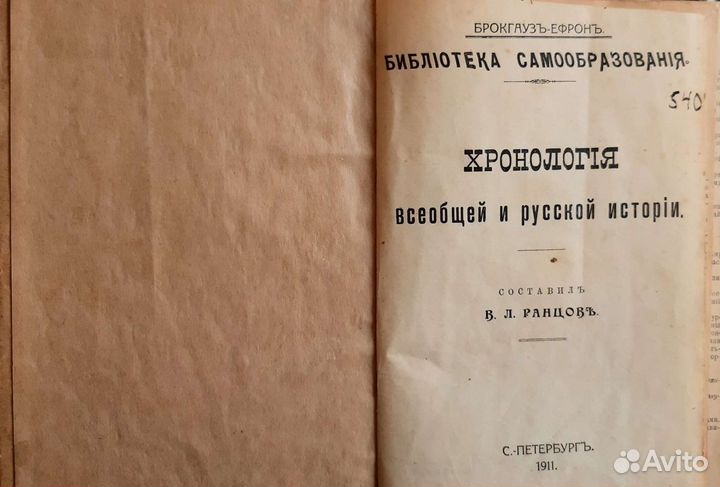 БРОКГАУЗЪ-ЕФРОНЪ.
БИБЛІОТЕКА САМООБРАЗОВАНІЯ.
540
ХРОНОЛОГІЯ
ВСЕОБЩЕЙ И РУССКОЙ ИСТОРІИ.
СОСТАВИЛЪ
В. Л. РАНЦОВЪ.
С.-ПЕТЕРБУРГЪ.
1911.
Avito